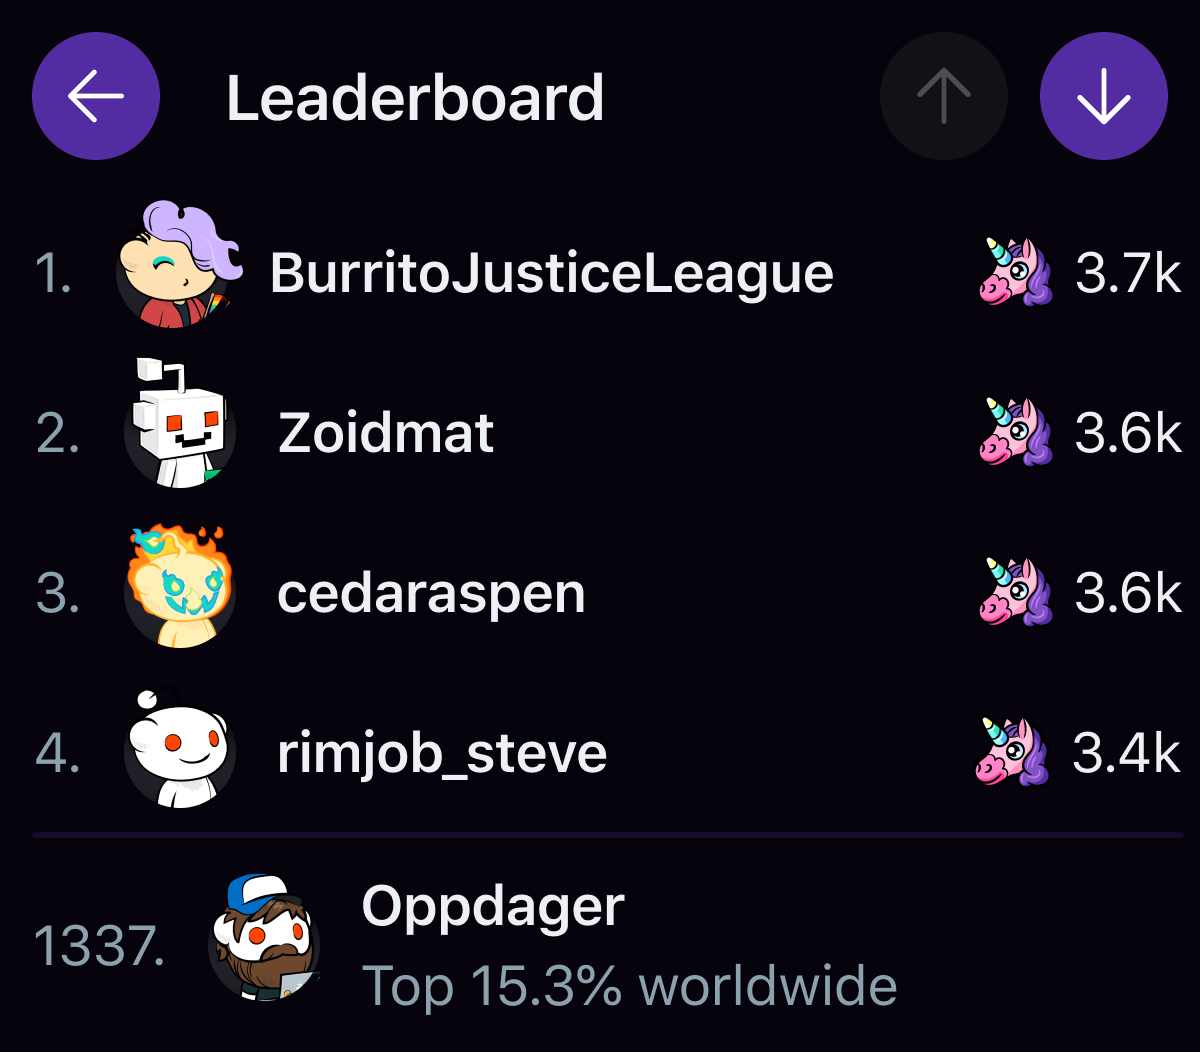 Leaderboard
1. BurritoJusticeLeague 3.7k
2. Zoidmat 3.6k
3. cedaraspen 3.6k
4. rimjob_steve 3.4k
1337. Oppdager
Top 15.3% worldwide